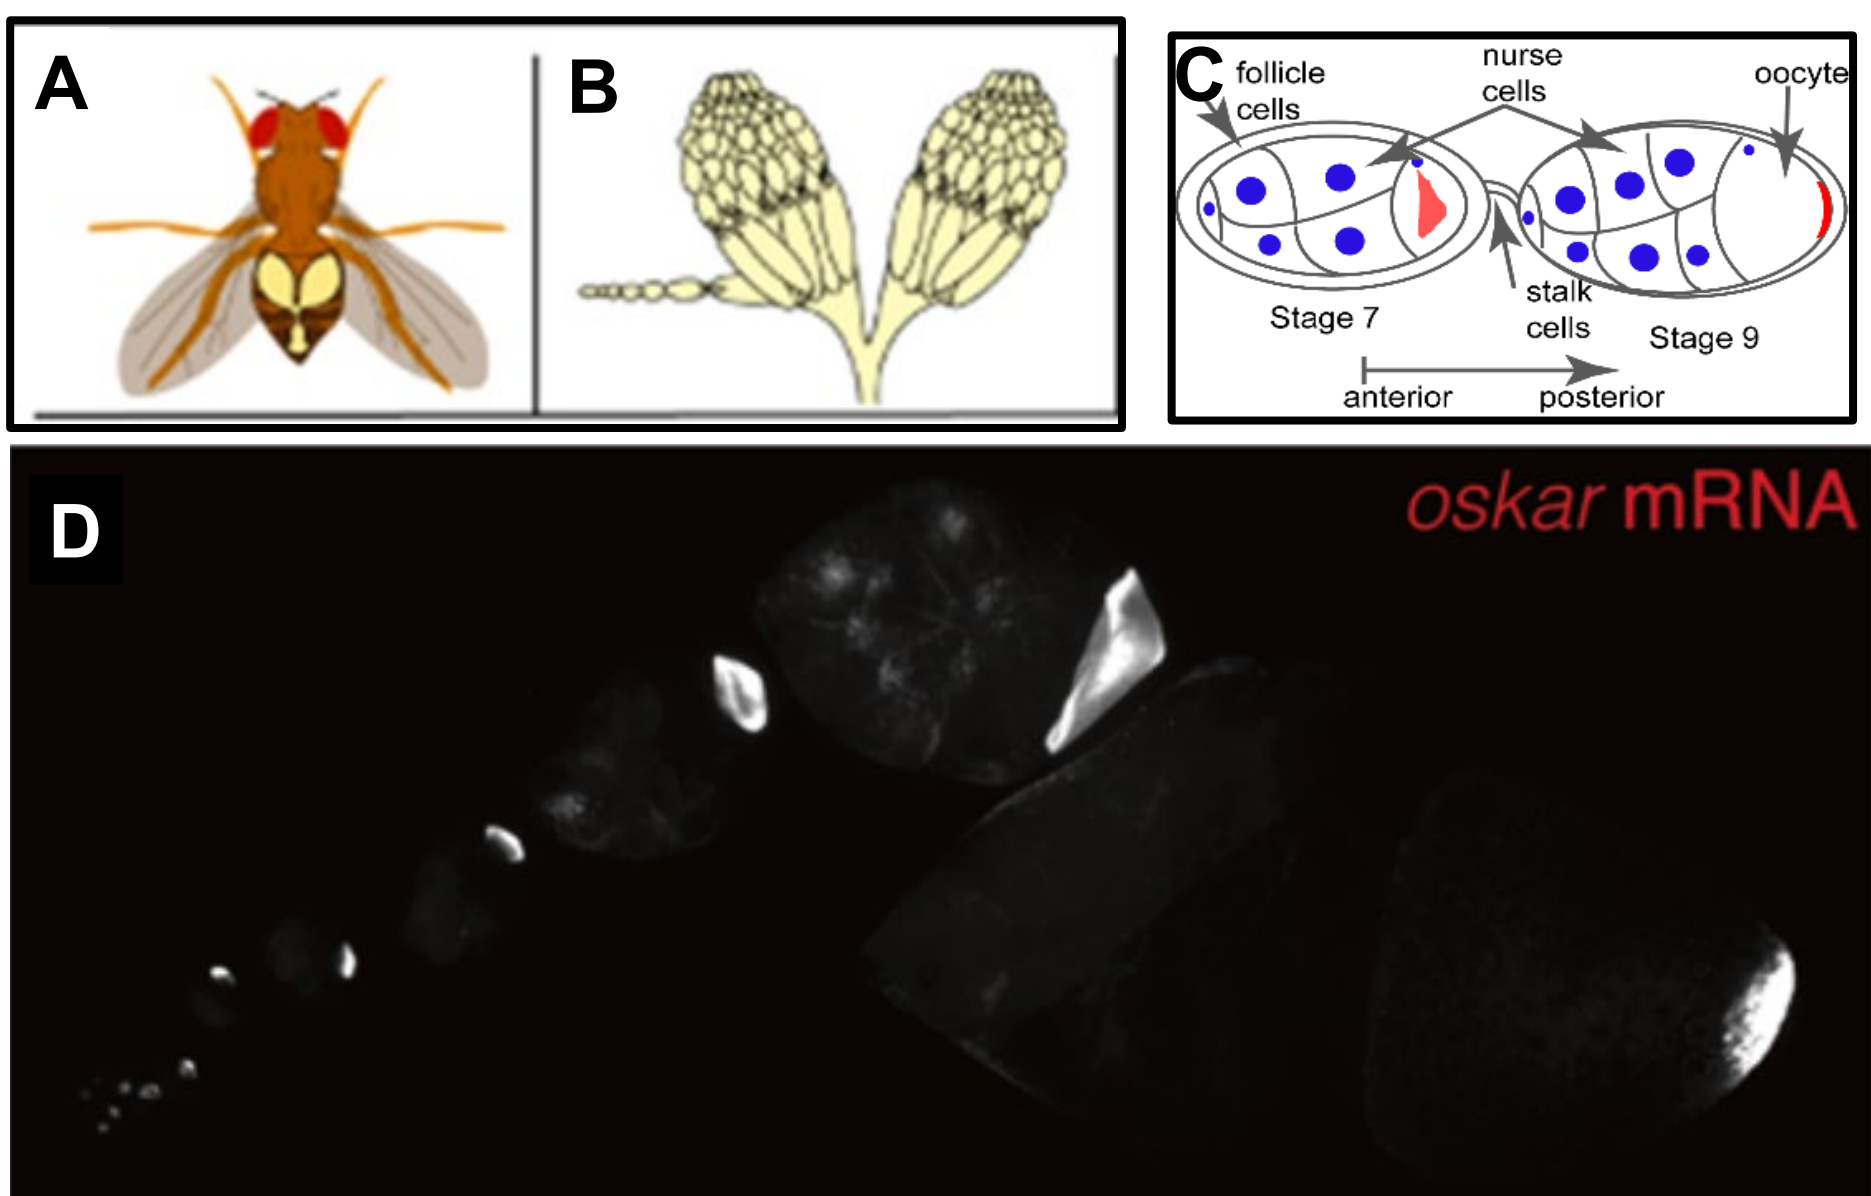 A
B
C
follicle
cells
nurse
cells
oocyte
Stage 7
stalk
cells
Stage 9
anterior
posterior
D
oskar mRNA